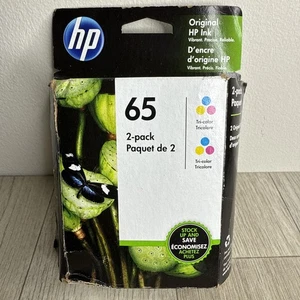 hp
Original
HP Ink
Vibrant. Precise.
D'encre
d'origine HP
65
2-pack
Paquet de 2
Tri-color
Tricolore
Tri-color
Tricolore
STOCK
UP AND
SAVE
ÉCONOMISEZ
ACHETEZ
PLUS
2-pack
Paquet